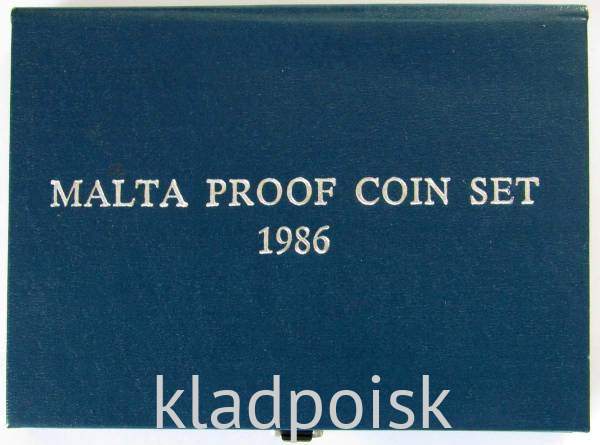 MALTA PROOF COIN SET
1986
kladpoisk